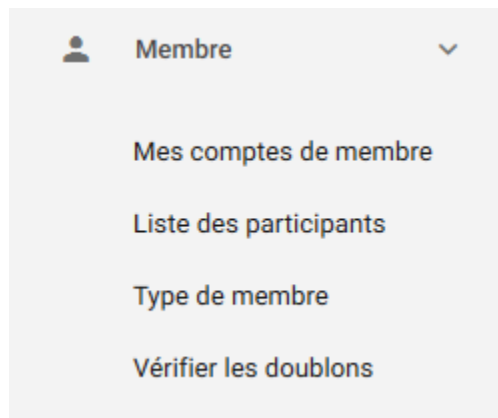 Membre
Mes comptes de membre
Liste des participants
Type de membre
Vérifier les doublons